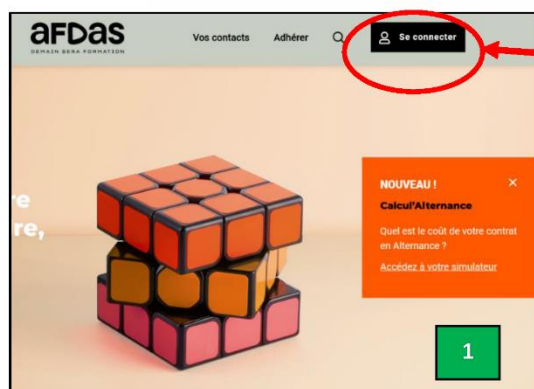 aFDas
DEMAIN SERA FORMATION
Vos contacts Adhérer Se connecter
re
re,
NOUVEAU ! ×
Calcul'Alternance
Quel est le coût de votre contrat
en Alternance ?
Accédez à votre simulateur
1